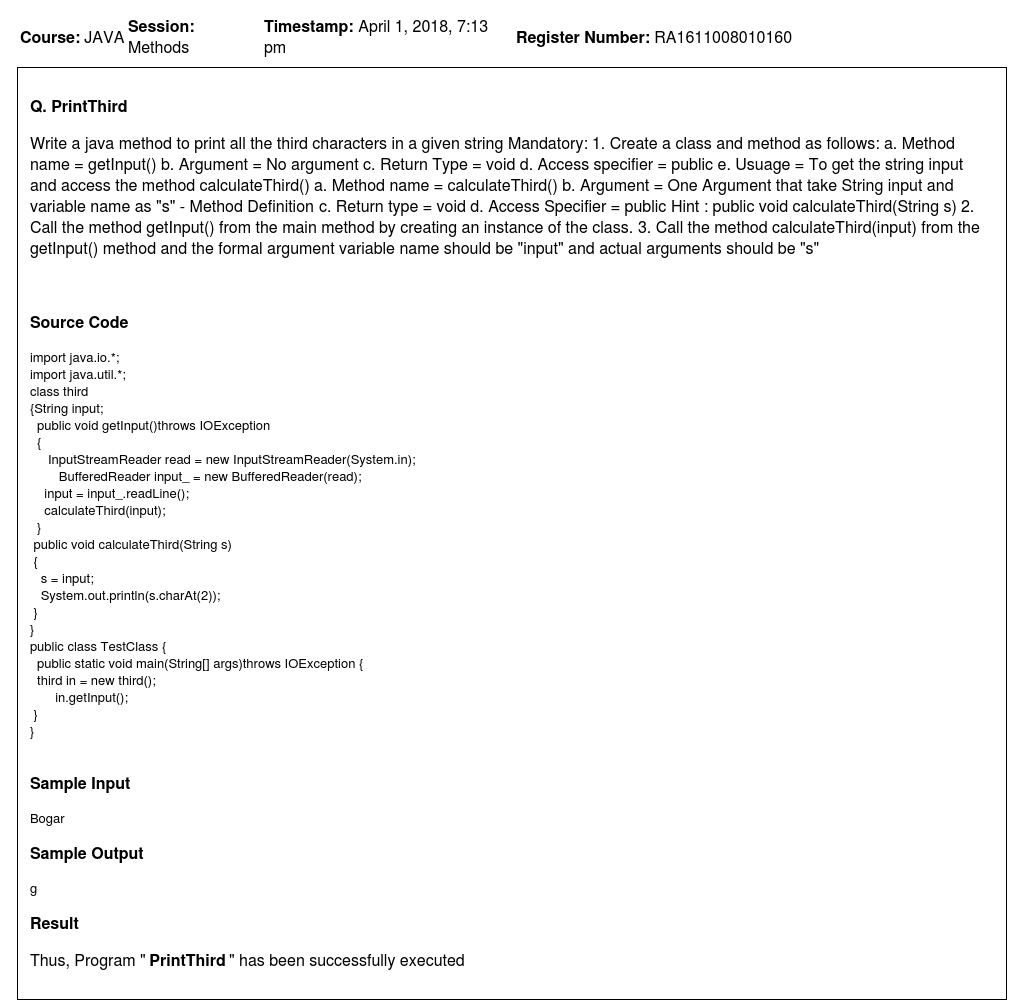 Course: JAVA Session: Methods Timestamp: April 1, 2018, 7:13 pm Register Number: RA1611008010160
Q. PrintThird
Write a java method to print all the third characters in a given string Mandatory: 1. Create a class and method as follows: a. Method
name = getInput() b. Argument = No argument c. Return Type = void d. Access specifier = public e. Usuage = To get the string input
and access the method calculateThird() a. Method name = calculateThird() b. Argument = One Argument that take String input and
variable name as "s" - Method Definition c. Return type = void d. Access Specifier = public Hint : public void calculateThird(String s) 2.
Call the method getInput() from the main method by creating an instance of the class. 3. Call the method calculateThird(input) from the
getInput() method and the formal argument variable name should be "input" and actual arguments should be "s"
Source Code
import java.io.*;
import java.util.*;
class third
{String input;
public void getInput()throws IOException
{
InputStreamReader read = new InputStreamReader(System.in);
BufferedReader input_ = new BufferedReader(read);
input = input_.readLine();
calculateThird(input);
}
public void calculateThird(String s)
{
s = input;
System.out.println(s.charAt(2));
}
}
public class TestClass {
public static void main(String[] args)throws IOException {
third in = new third();
in.getInput();
}
}
Sample Input
Bogar
Sample Output
g
Result
Thus, Program " PrintThird " has been successfully executed